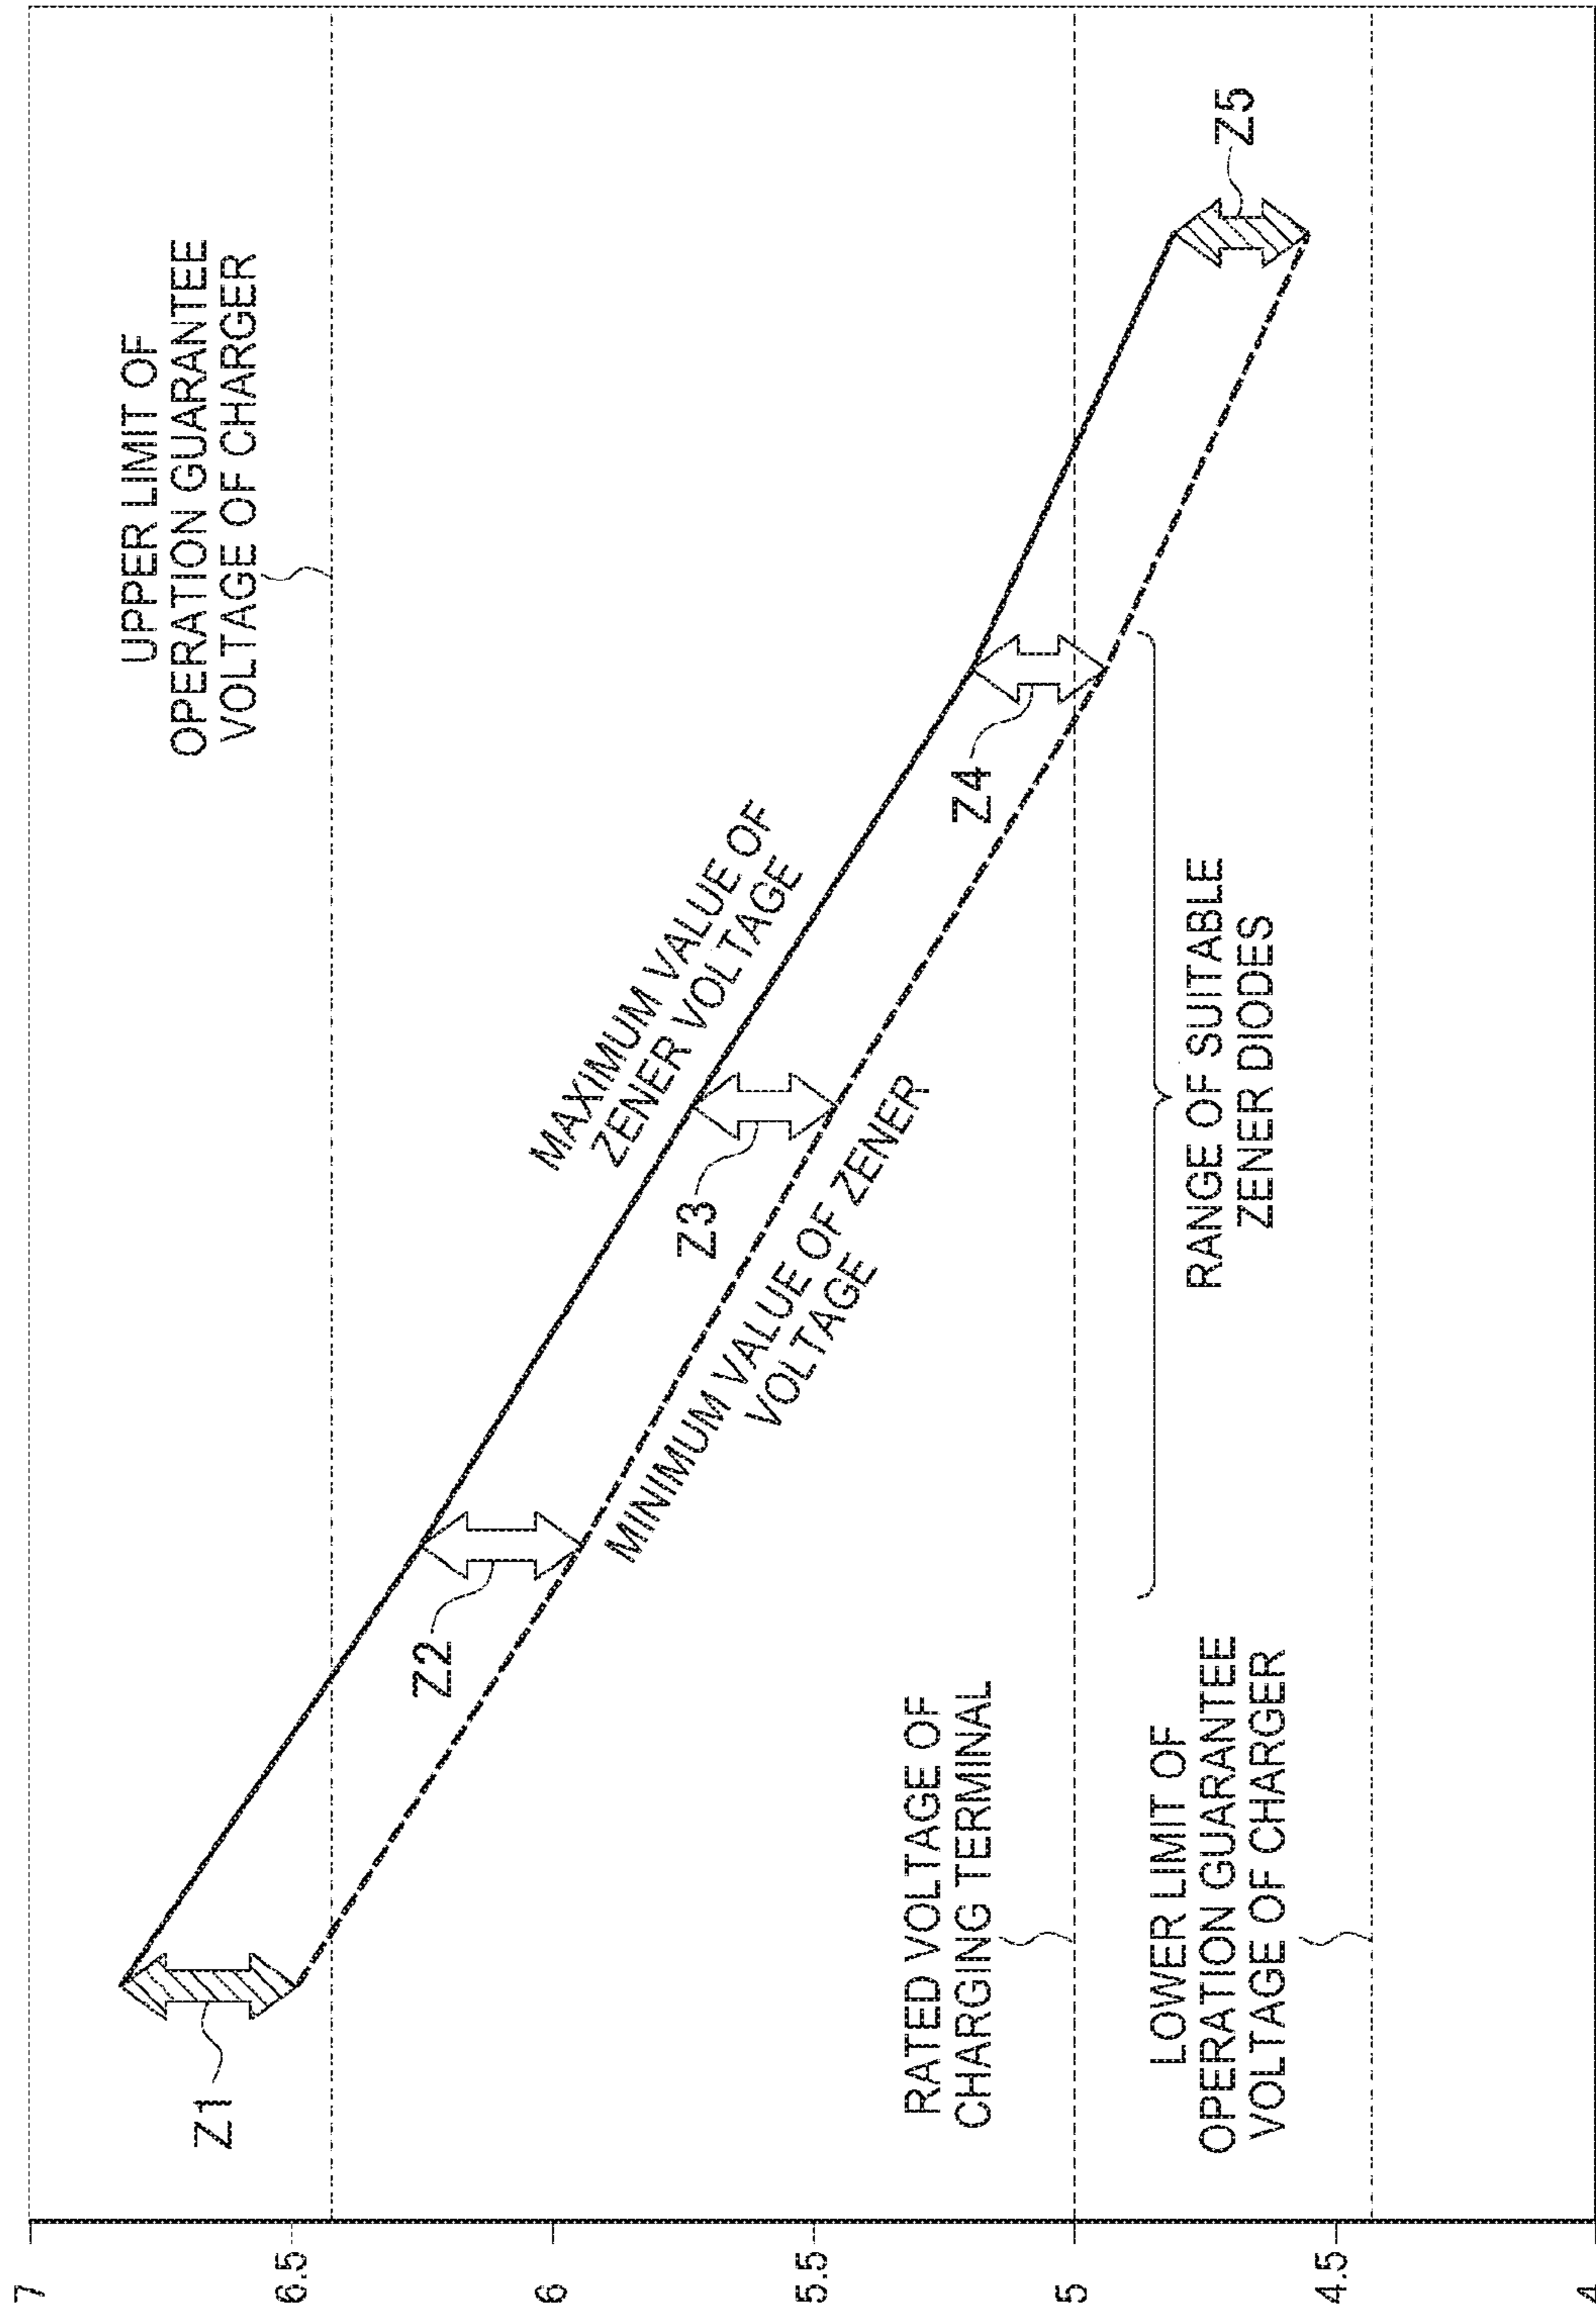 7
6.5
6
5.5
5
4.5
4
Z1
Z2
Z3
Z4
Z5
UPPER LIMIT OF
OPERATION GUARANTEE
VOLTAGE OF CHARGER
MAXIMUM VALUE OF
ZENER VOLTAGE
MINIMUM VALUE OF ZENER
VOLTAGE
RATED VOLTAGE OF
CHARGING TERMINAL
LOWER LIMIT OF
OPERATION GUARANTEE
VOLTAGE OF CHARGER
RANGE OF SUITABLE
ZENER DIODES